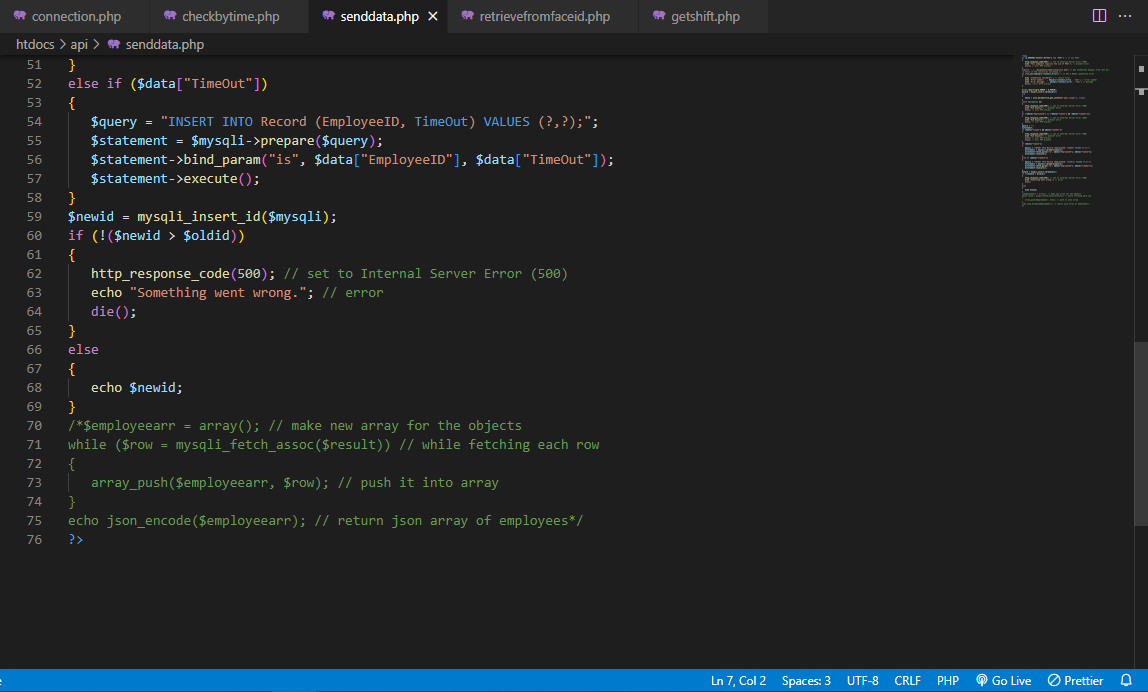 connection.php checkbytime.php senddata.php retrievefromfaceid.php getshift.php
htdocs > api > senddata.php
51 }
52 else if ($data["TimeOut"])
53 {
54 $query = "INSERT INTO Record (EmployeeID, TimeOut) VALUES (?,?);";
55 $statement = $mysqli->prepare($query);
56 $statement->bind_param("is", $data["EmployeeID"], $data["TimeOut"]);
57 $statement->execute();
58 }
59 $newid = mysqli_insert_id($mysqli);
60 if (!($newid > $oldid))
61 {
62 http_response_code(500); // set to Internal Server Error (500)
63 echo "Something went wrong."; // error
64 die();
65 }
66 else
67 {
68 echo $newid;
69 }
70 /*$employeearr = array(); // make new array for the objects
71 while ($row = mysqli_fetch_assoc($result)) // while fetching each row
72 {
73 array_push($employeearr, $row); // push it into array
74 }
75 echo json_encode($employeearr); // return json array of employees*/
76 ?>
Ln 7, Col 2 Spaces: 3 UTF-8 CRLF PHP Go Live Prettier